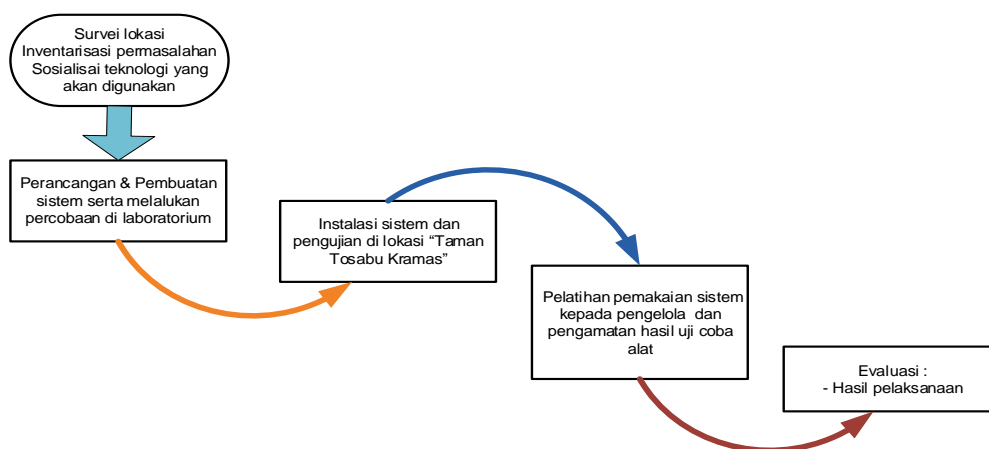 Survei lokasi
Inventarisasi permasalahan
Sosialisai teknologi yang
akan digunakan
Perancangan & Pembuatan
sistem serta melalukan
percobaan di laboratorium
Instalasi sistem dan
pengujian di lokasi “Taman
Tosabu Kramas”
Pelatihan pemakaian sistem
kepada pengelola dan
pengamatan hasil uji coba
alat
Evaluasi :
- Hasil pelaksanaan